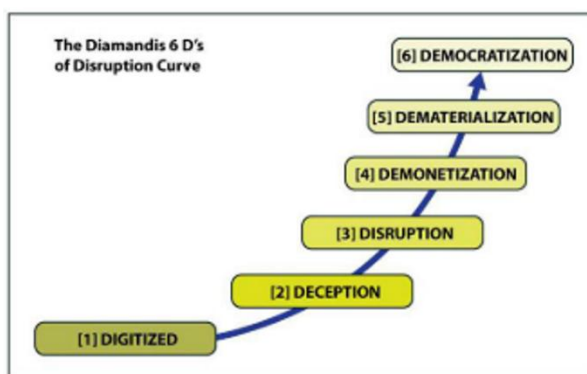 The Diamandis 6 D's
of Disruption Curve
[6] DEMOCRATIZATION
[5] DEMATERIALIZATION
[4] DEMONETIZATION
[3] DISRUPTION
[2] DECEPTION
[1] DIGITIZED